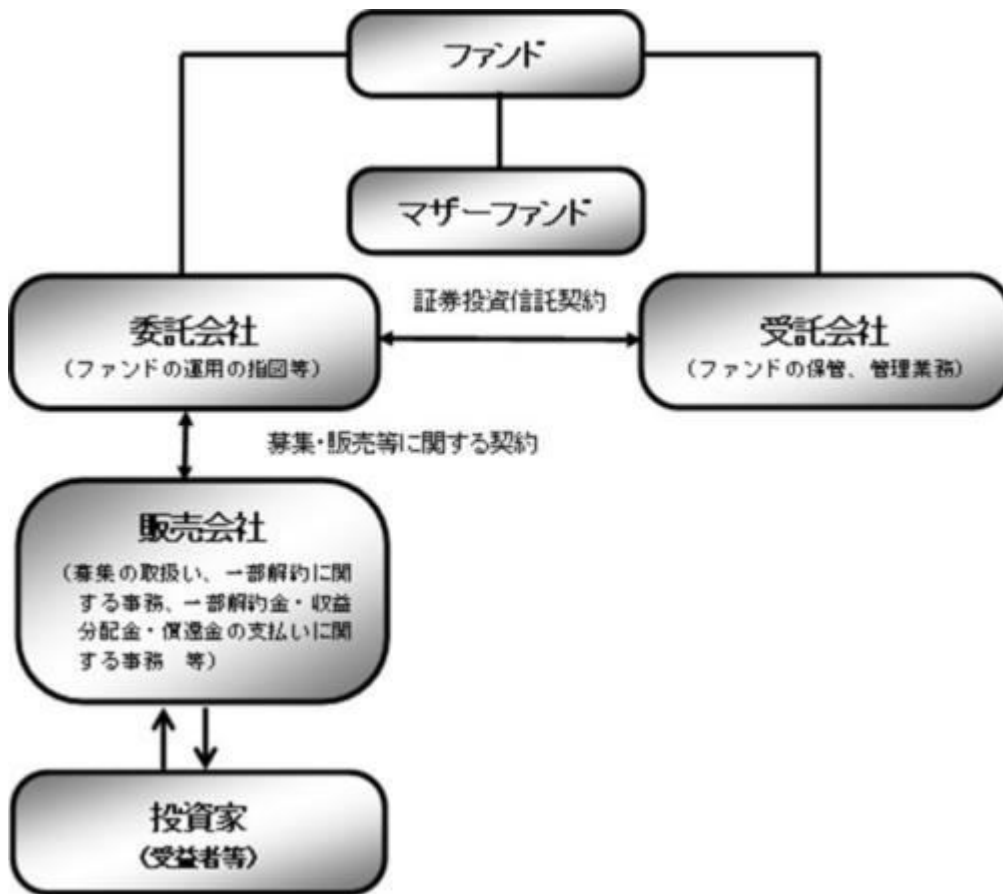 ファンド
マザーファンド
証券投資信託契約
委託会社
(ファンドの運用の指図等)
受託会社
(ファンドの保管、管理業務)
募集・販売等に関する契約
販売会社
(募集の取扱い、一部解約に関
する事務、一部解約金・収益
分配金・償還金の支払いに関
する事務　等)
投資家
(受益者等)